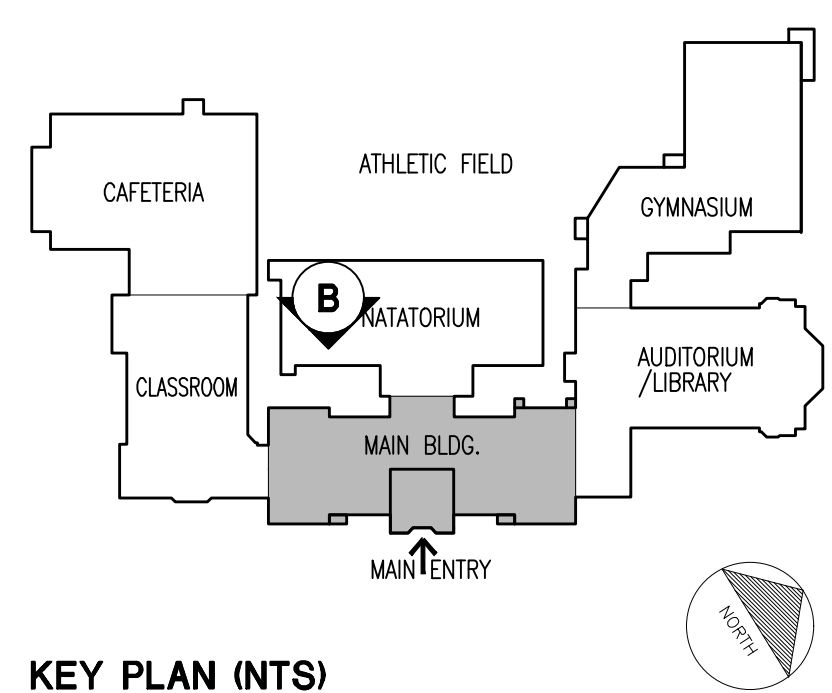 ATHLETIC FIELD
CAFETERIA
GYMNASIUM
B
NATATORIUM
AUDITORIUM
/LIBRARY
CLASSROOM
MAIN BLDG.
MAIN ENTRY
NORTH
KEY PLAN (NTS)